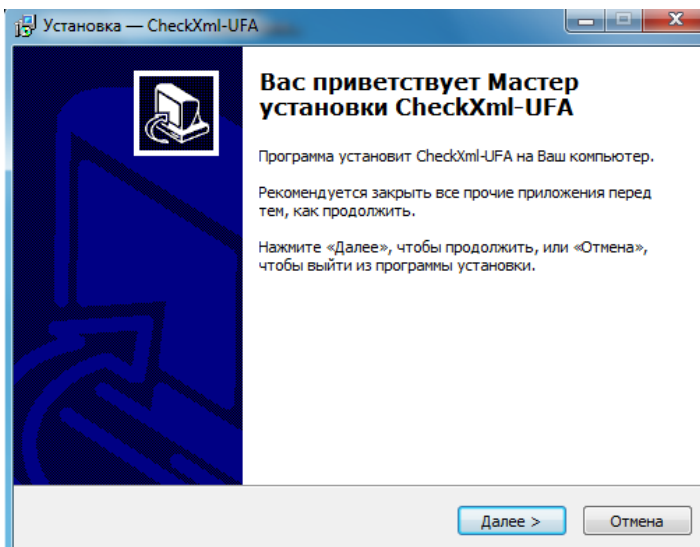 Установка — CheckXml-UFA
Вас приветствует Мастер
установки CheckXml-UFA
Программа установит CheckXml-UFA на Ваш компьютер.
Рекомендуется закрыть все прочие приложения перед
тем, как продолжить.
Нажмите «Далее», чтобы продолжить, или «Отмена»,
чтобы выйти из программы установки.
Далее >
Отмена